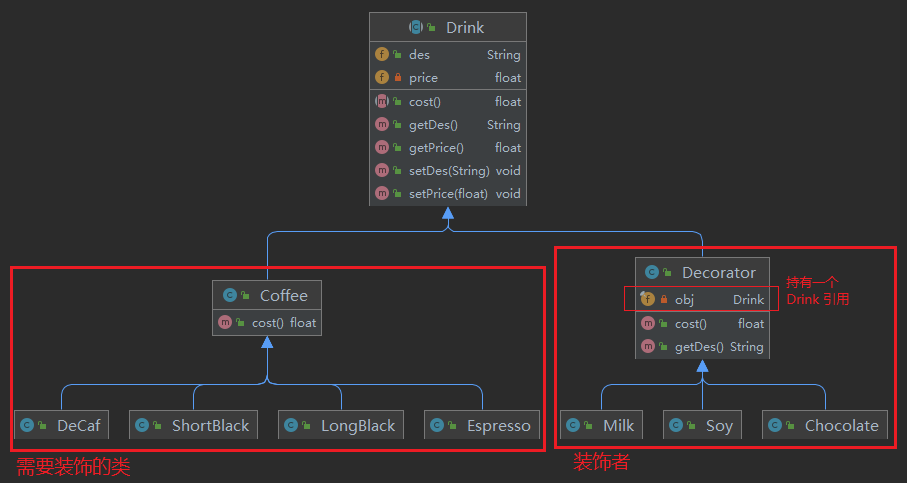 Drink
des String
price float
cost() float
getDes() String
getPrice() float
setDes(String) void
setPrice(float) void
Coffee
cost() float
Decorator
obj Drink
cost() float
getDes() String
持有一个
Drink 引用
DeCaf
ShortBlack
LongBlack
Espresso
Milk
Soy
Chocolate
需要装饰的类
装饰者